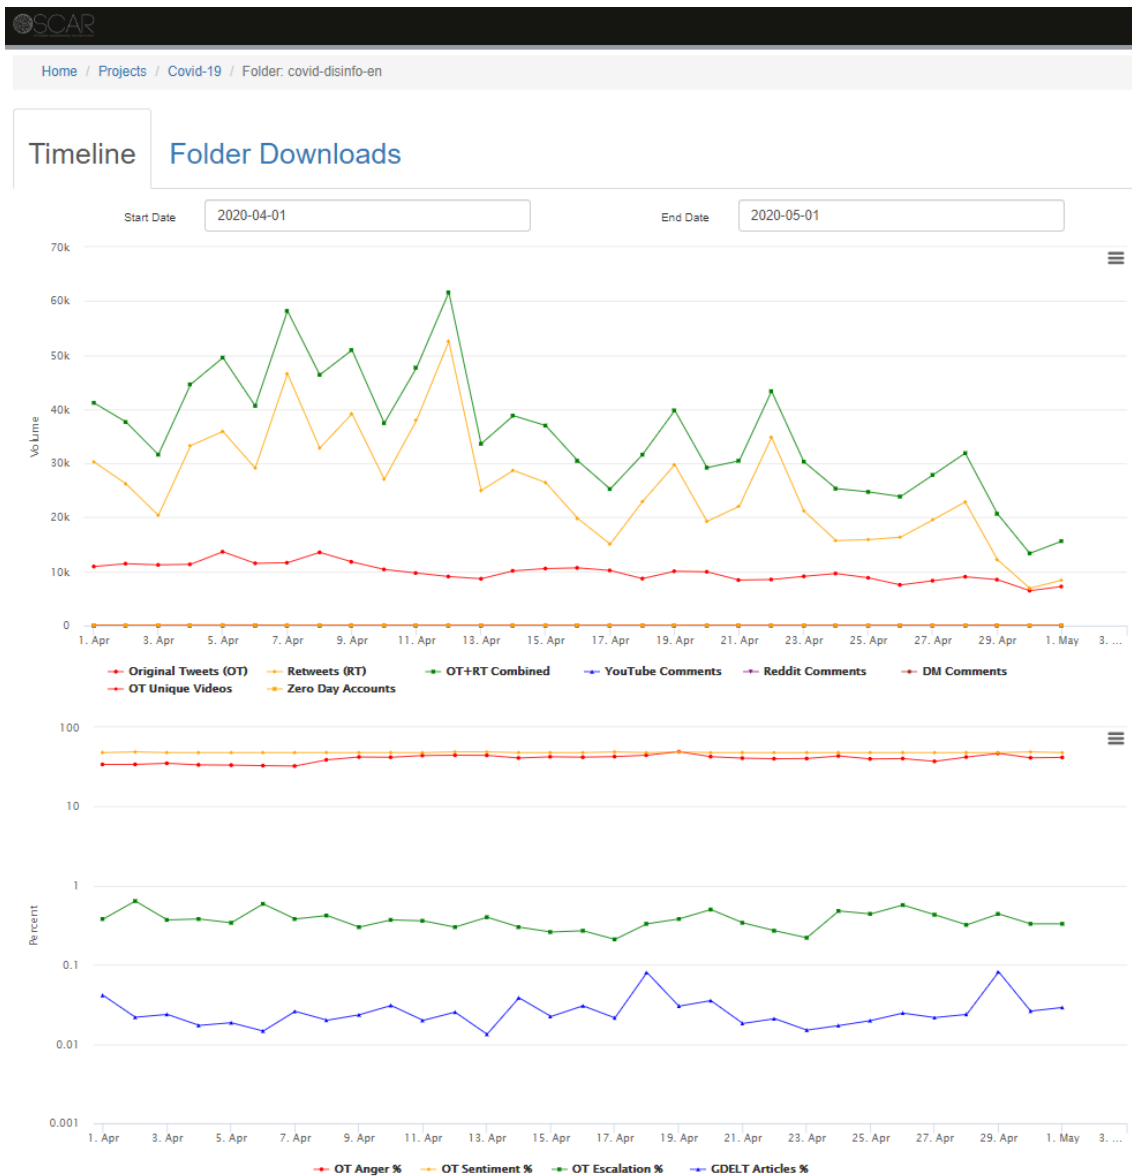 OSCAR
Home / Projects / Covid-19 / Folder: covid-disinfo-en
Timeline Folder Downloads
Start Date 2020-04-01 End Date 2020-05-01
70k
60k
50k
40k
30k
20k
10k
0
Volume
1. Apr 3. Apr 5. Apr 7. Apr 9. Apr 11. Apr 13. Apr 15. Apr 17. Apr 19. Apr 21. Apr 23. Apr 25. Apr 27. Apr 29. Apr 1. May 3. ...
Original Tweets (OT) Retweets (RT) OT+RT Combined YouTube Comments Reddit Comments DM Comments
OT Unique Videos Zero Day Accounts
100
10
1
0.1
0.01
0.001
Percent
1. Apr 3. Apr 5. Apr 7. Apr 9. Apr 11. Apr 13. Apr 15. Apr 17. Apr 19. Apr 21. Apr 23. Apr 25. Apr 27. Apr 29. Apr 1. May 3. ...
OT Anger % OT Sentiment % OT Escalation % GDELT Articles %